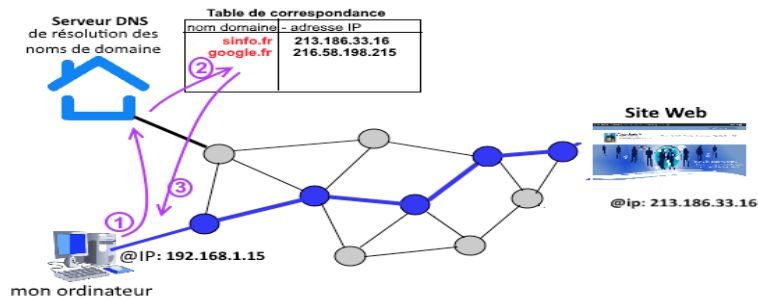 Serveur DNS
de résolution des
noms de domaine
Table de correspondance
nom domaine - adresse IP
sinfo.fr 213.186.33.16
google.fr 216.58.198.215
2
3
1
Site Web
@ip: 213.186.33.16
@IP: 192.168.1.15
mon ordinateur